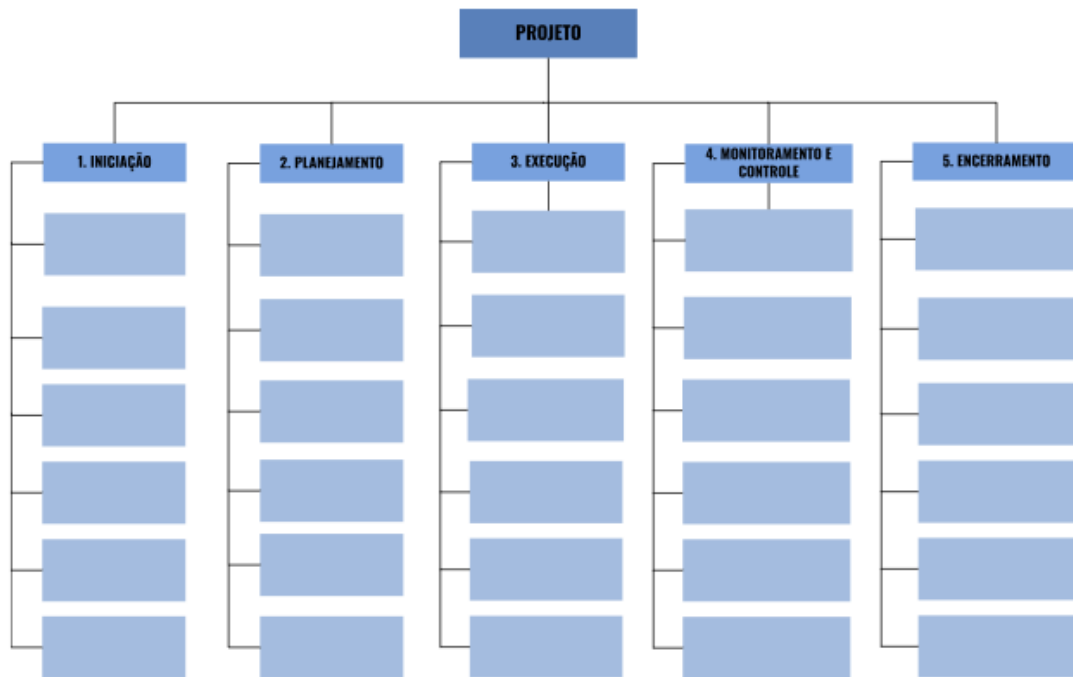 PROJETO
1. INICIAÇÃO
2. PLANEJAMENTO
3. EXECUÇÃO
4. MONITORAMENTO E
CONTROLE
5. ENCERRAMENTO